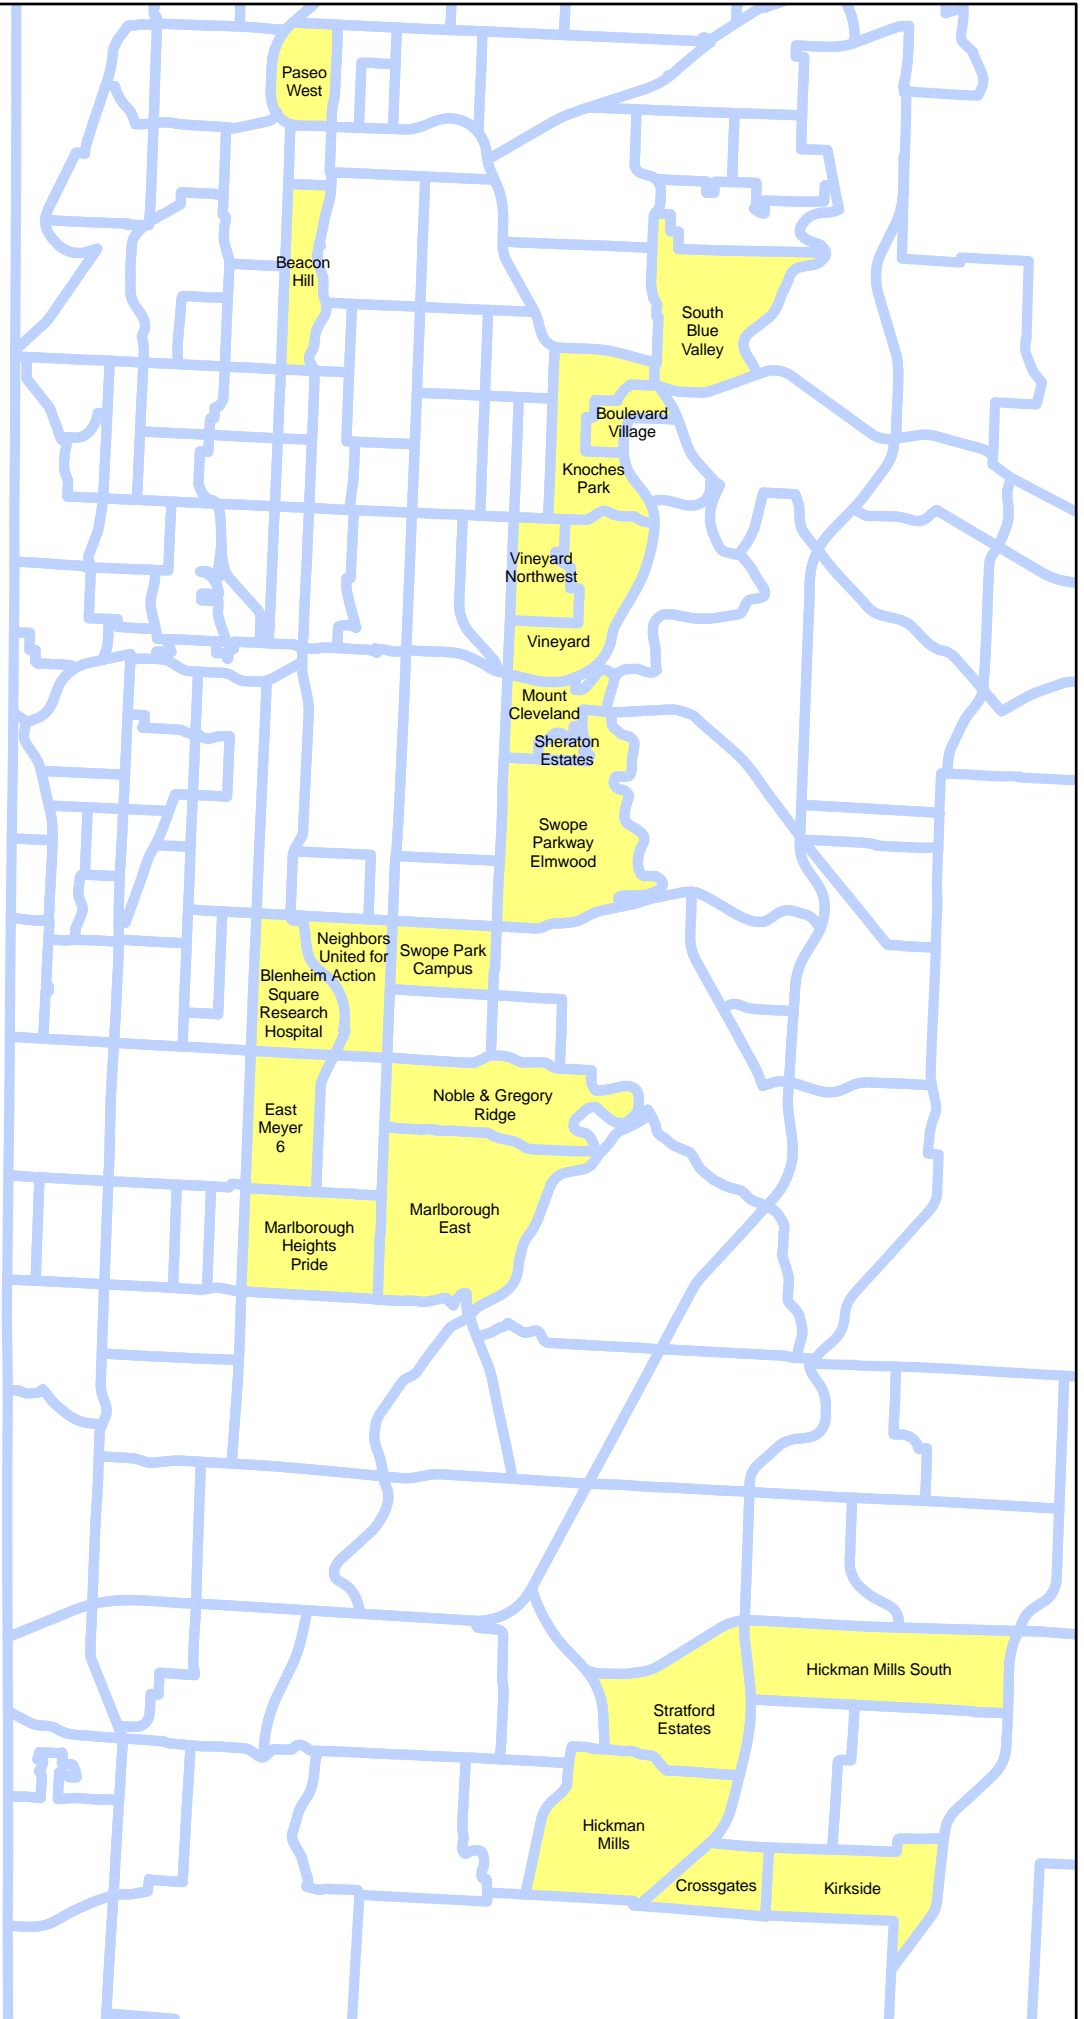 Paseo
West
Beacon
Hill
South
Blue
Valley
Boulevard
Village
Knoches
Park
Vineyard
Northwest
Vineyard
Mount
Cleveland
Sheraton
Estates
Swope
Parkway
Elmwood
Neighbors
United for
Action
Swope Park
Campus
Blenheim
Square
Research
Hospital
Noble & Gregory
Ridge
East
Meyer
6
Marlborough
East
Marlborough
Heights
Pride
Hickman Mills South
Stratford
Estates
Hickman
Mills
Crossgates
Kirkside